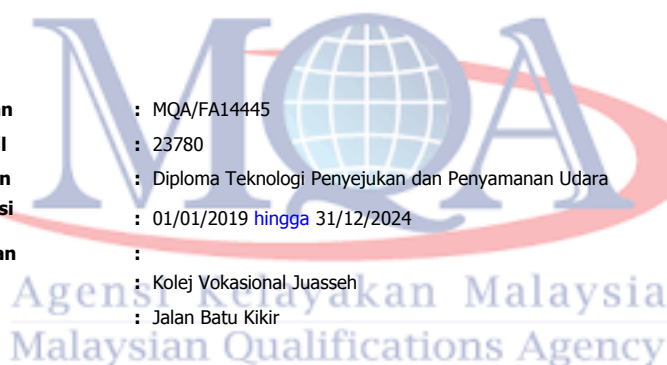 MQA
an : MQA/FA14445
l : 23780
n : Diploma Teknologi Penyejukan dan Penyamanan Udara
si : 01/01/2019 hingga 31/12/2024
an :
: Kolej Vokasional Juasseh
: Jalan Batu Kikir
Agensi Kelayakan Malaysia
Malaysian Qualifications Agency